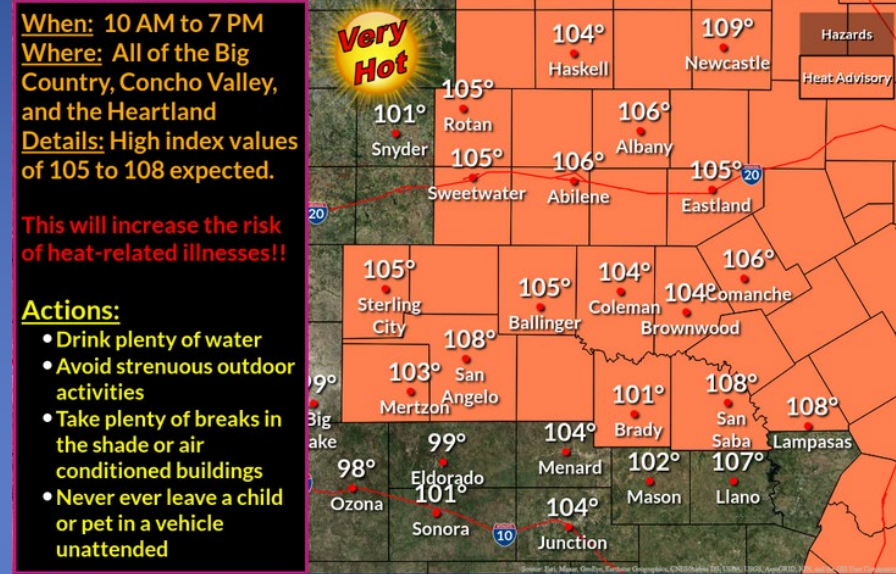 When: 10 AM to 7 PM
Where: All of the Big
Country, Concho Valley,
and the Heartland
Details: High index values
of 105 to 108 expected.
This will increase the risk
of heat-related illnesses!!
Actions:
• Drink plenty of water
• Avoid strenuous outdoor
activities
• Take plenty of breaks in
the shade or air
conditioned buildings
• Never ever leave a child
or pet in a vehicle
unattended
Very
Hot
Hazards
Heat Advisory
104°
Haskell
109°
Newcastle
101°
Snyder
105°
Rotan
106°
Albany
105°
Sweetwater
106°
Abilene
105°
Eastland
20
20
105°
Sterling
City
105°
Ballinger
104°
Coleman
104°
Brownwood
106°
Comanche
108°
San
Angelo
103°
Mertzon
9°
Big
ake
101°
Brady
108°
San
Saba
108°
Lampasas
98°
Ozona
99°
Eldorado
101°
Sonora
104°
Menard
102°
Mason
107°
Llano
104°
Junction
10